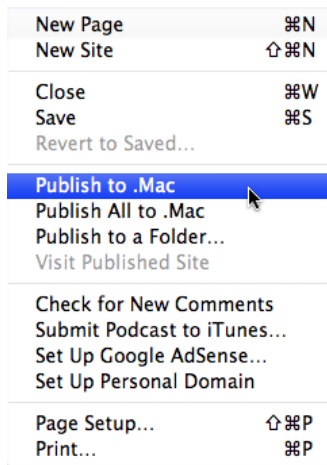 New Page ⌘N
New Site ⇧⌘N
Close ⌘W
Save ⌘S
Revert to Saved...
Publish to .Mac
Publish All to .Mac
Publish to a Folder...
Visit Published Site
Check for New Comments
Submit Podcast to iTunes...
Set Up Google AdSense...
Set Up Personal Domain
Page Setup... ⇧⌘P
Print... ⌘P